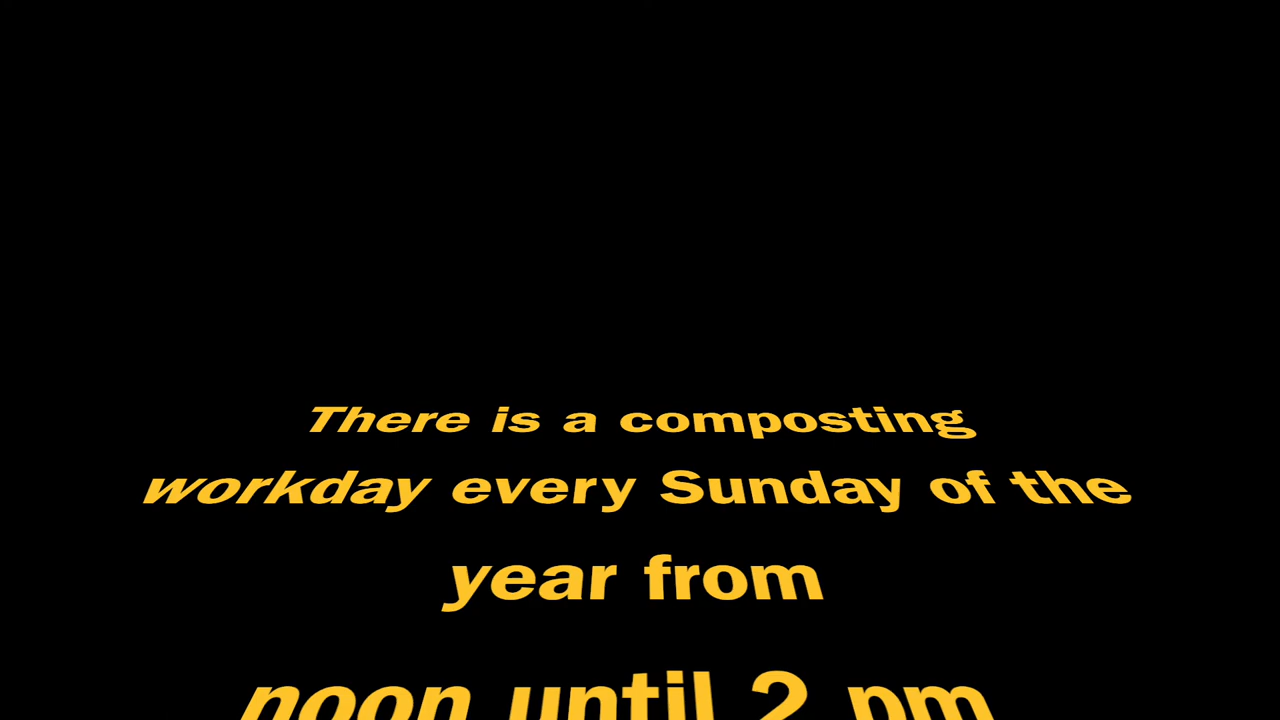 There is a composting
workday every Sunday of the
year from
noon until 2 pm